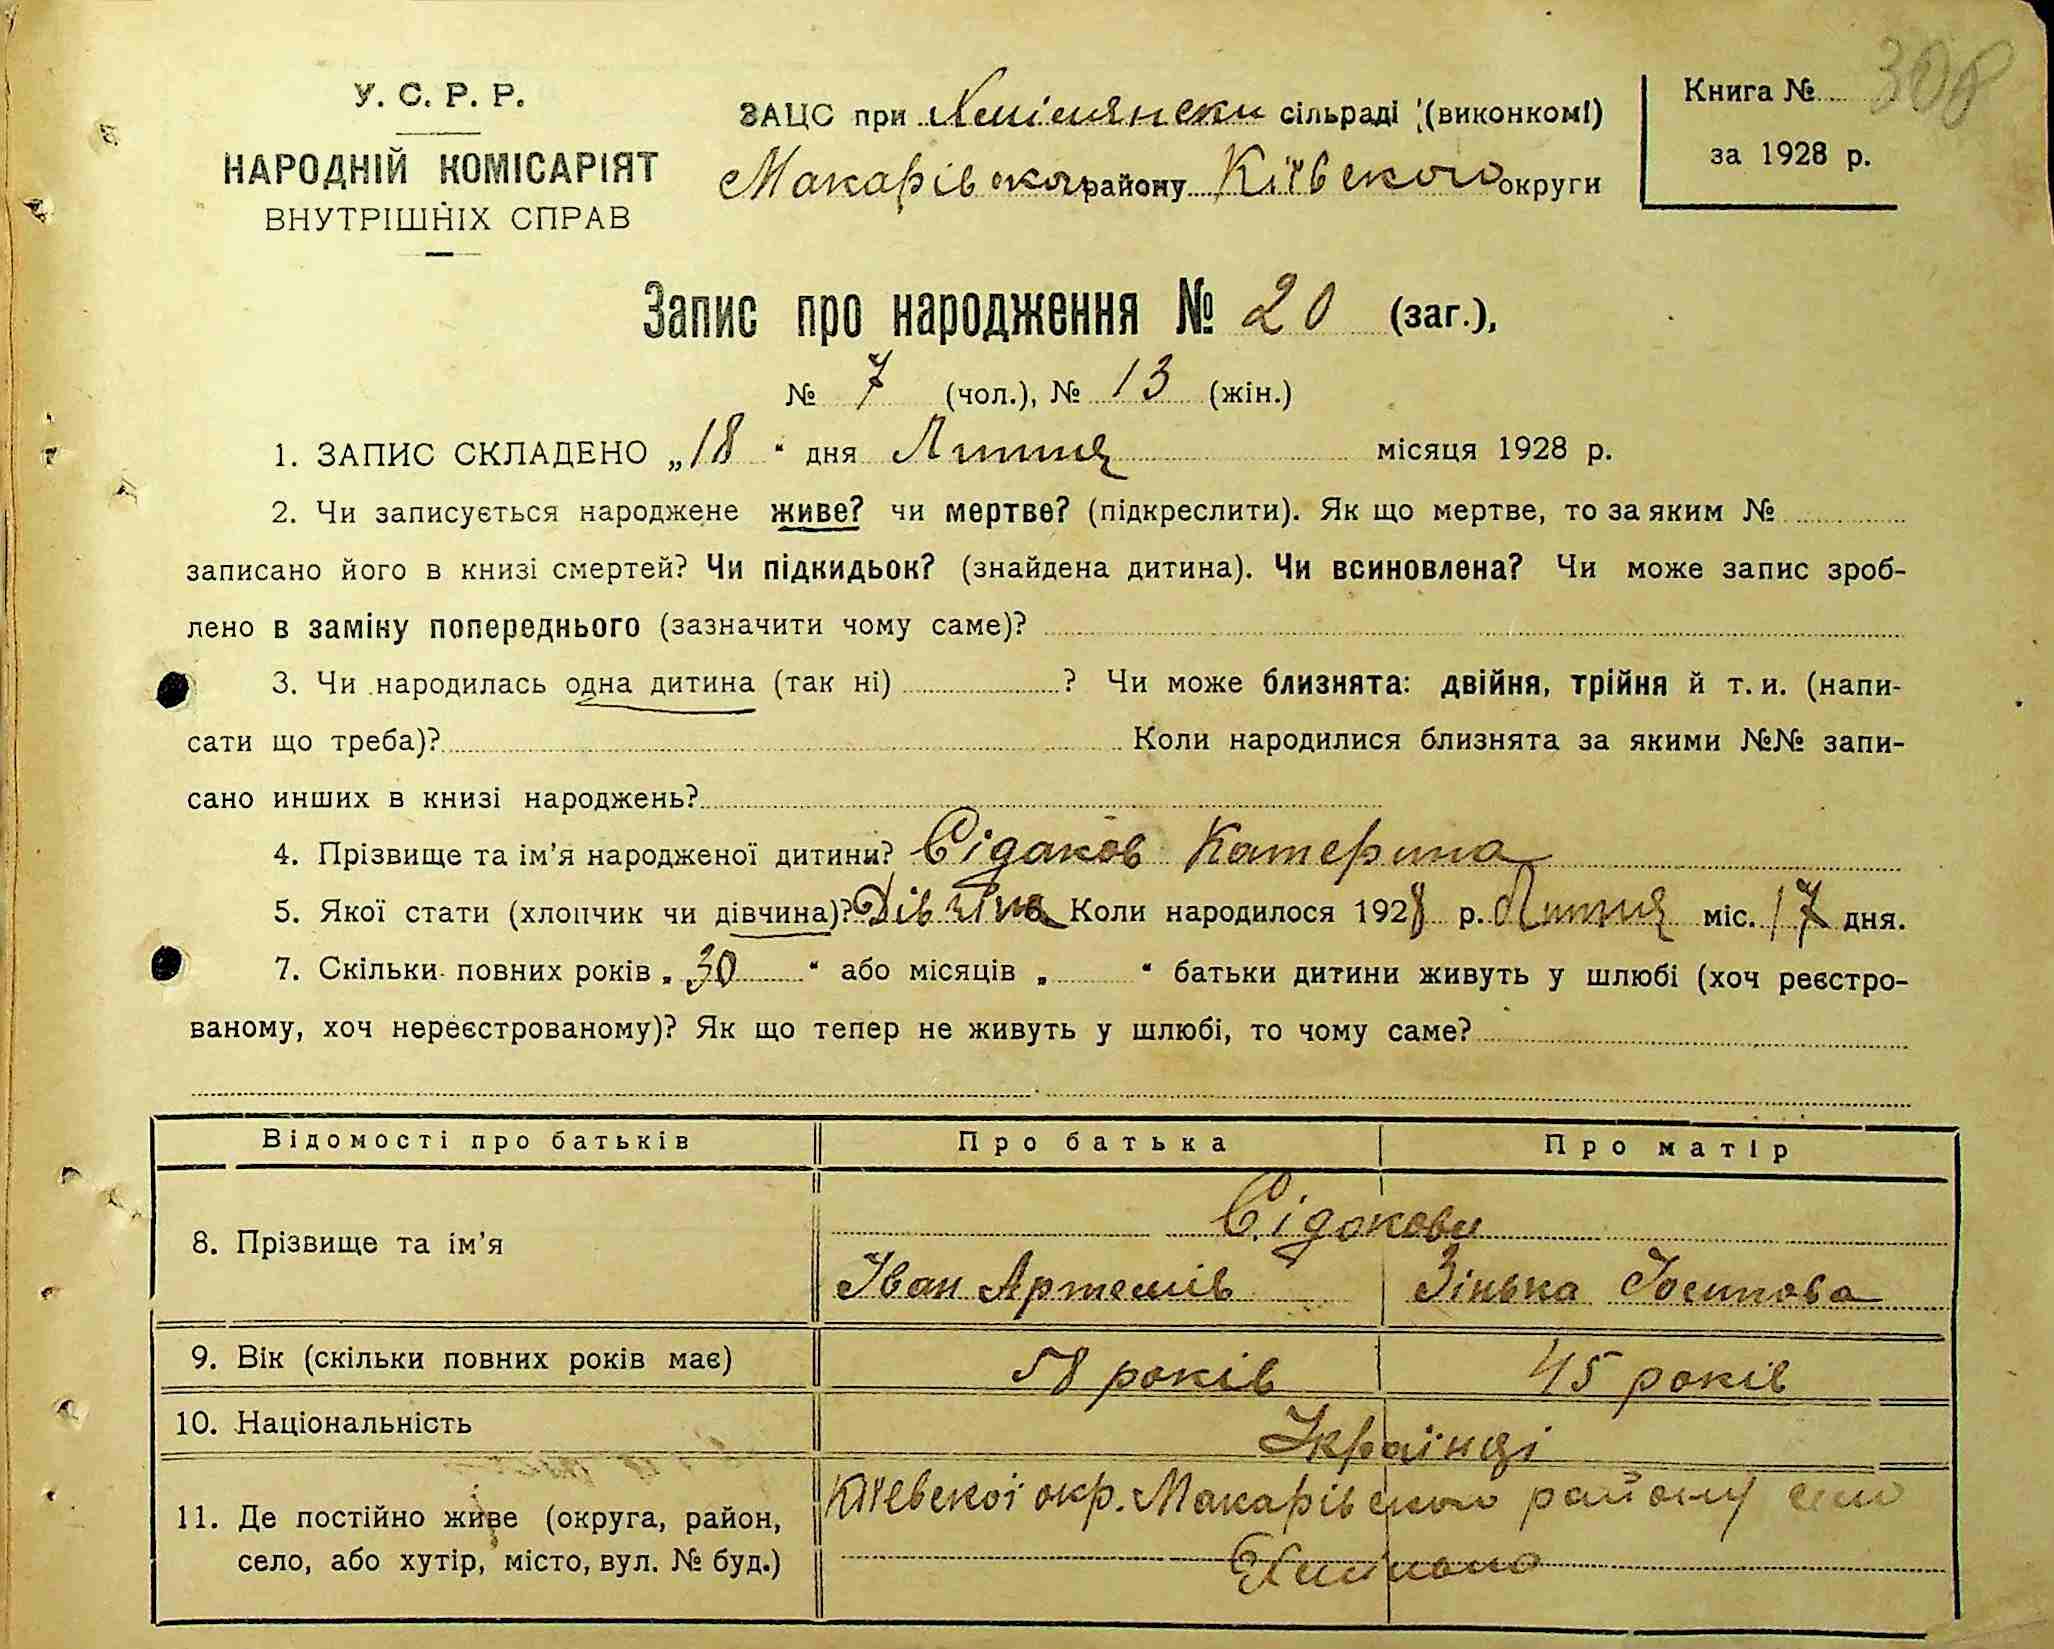 308
У. С. Р. Р.
НАРОДНІЙ КОМІСАРІЯТ
ВНУТРІШНІХ СПРАВ
ЗАЦС при сільраді (виконкомі)
Макарівского району Київского округи
Книга №
за 1928 р.
Запис про народження № 20 (заг.),
№ 7 (чол.), № 13 (жін.)
1. ЗАПИС СКЛАДЕНО „18“ дня Липня місяця 1928 р.
2. Чи записується народжене живе? чи мертве? (підкреслити). Як що мертве, то за яким №
записано його в книзі смертей? Чи підкидьок? (знайдена дитина). Чи всиновлена? Чи може запис зроб-
лено в заміну попереднього (зазначити чому саме)?
3. Чи народилась одна дитина (так ні) ? Чи може близнята: двійня, трійня й т. и. (напи-
сати що треба)? Коли народилися близнята за якими №№ запи-
сано инших в книзі народжень?
4. Прізвище та ім'я народженої дитини? Сідаков Катерина
5. Якої стати (хлопчик чи дівчина)? Дівчина Коли народилося 1928 р. Липня міс. 17 дня.
7. Скільки повних років „30“ або місяців „ “ батьки дитини живуть у шлюбі (хоч реєстро-
ваному, хоч нереєстрованому)? Як що тепер не живуть у шлюбі, то чому саме?
Відомості про батьків Про батька Про матір
8. Прізвище та ім'я Сідакови
Іван Артемів Зінька Йосипова
9. Вік (скільки повних років має) 58 років 45 років
10. Національність Українці
11. Де постійно живе (округа, район, Київскої окр. Макарівского району село
село, або хутір, місто, вул. № буд.)